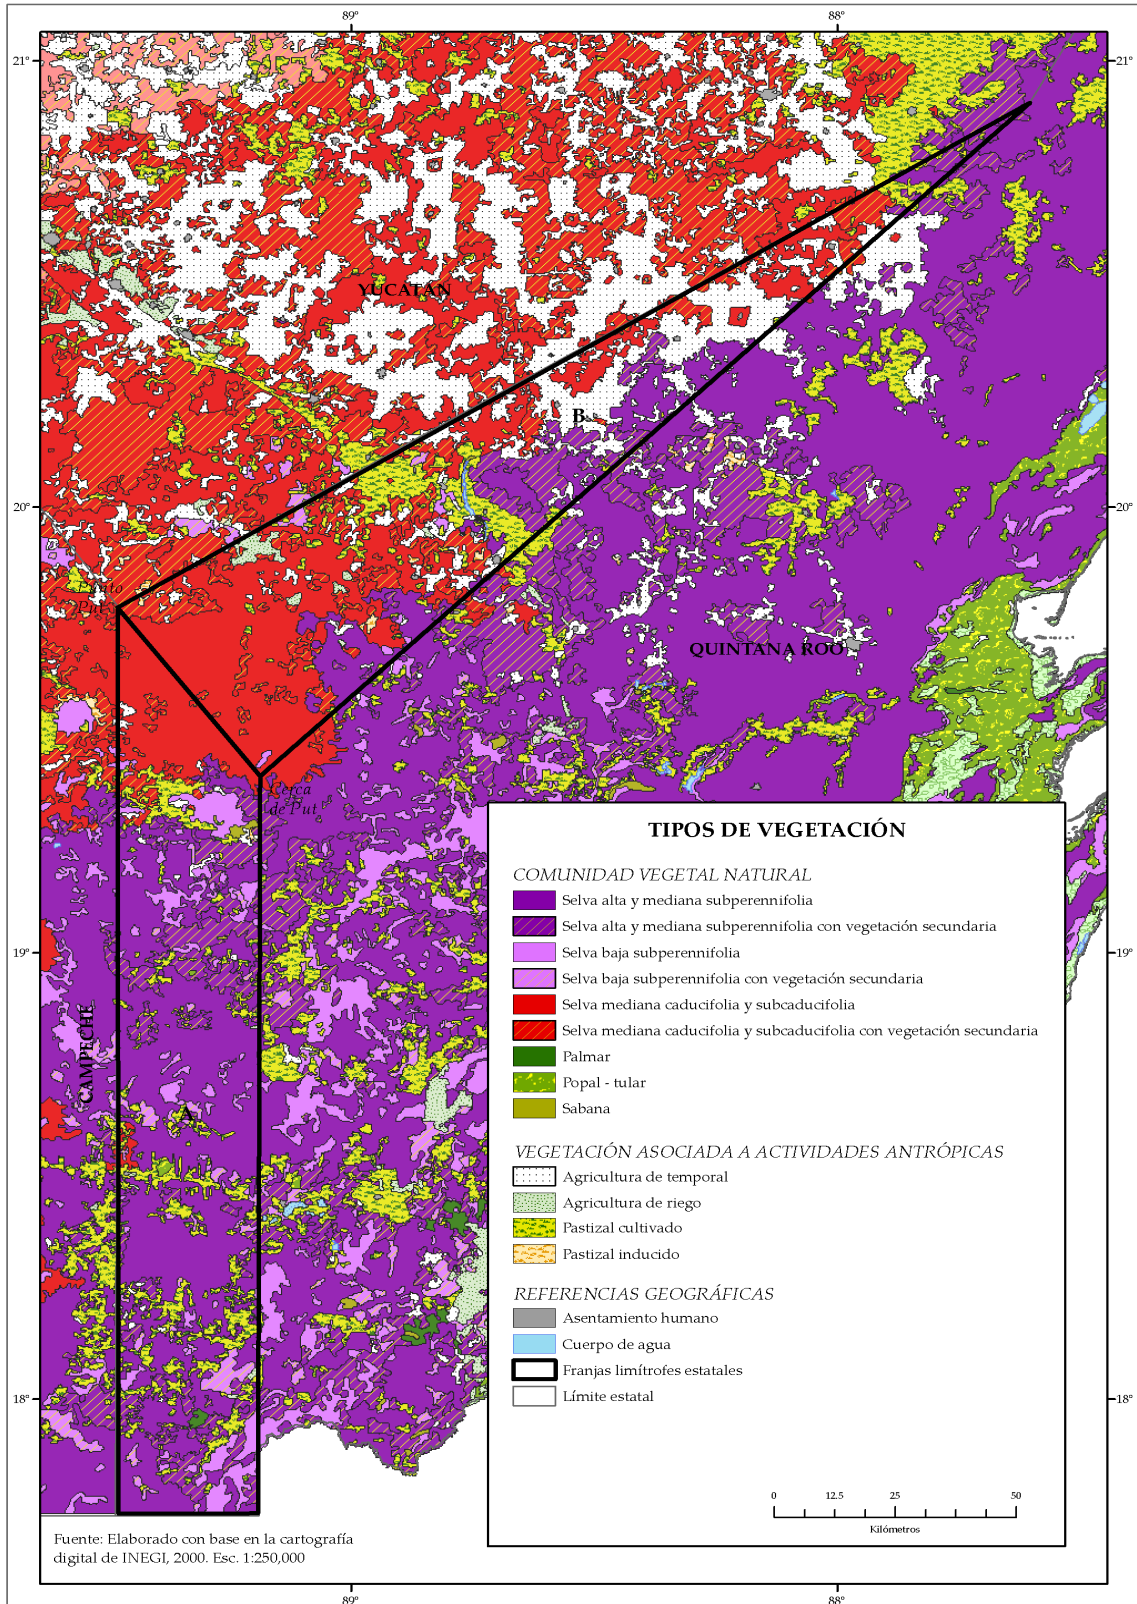 89°
88°
21°
21°
YUCATÁN
B
20°
20°
Punto
Put
QUINTANA ROO
Cerca
de Put
19°
19°
CAMPECHE
A
18°
18°
TIPOS DE VEGETACIÓN
COMUNIDAD VEGETAL NATURAL
Selva alta y mediana subperennifolia
Selva alta y mediana subperennifolia con vegetación secundaria
Selva baja subperennifolia
Selva baja subperennifolia con vegetación secundaria
Selva mediana caducifolia y subcaducifolia
Selva mediana caducifolia y subcaducifolia con vegetación secundaria
Palmar
Popal - tular
Sabana
VEGETACIÓN ASOCIADA A ACTIVIDADES ANTRÓPICAS
Agricultura de temporal
Agricultura de riego
Pastizal cultivado
Pastizal inducido
REFERENCIAS GEOGRÁFICAS
Asentamiento humano
Cuerpo de agua
Franjas limítrofes estatales
Límite estatal
0 12.5 25 50
Kilómetros
Fuente: Elaborado con base en la cartografía
digital de INEGI, 2000. Esc. 1:250,000
89°
88°